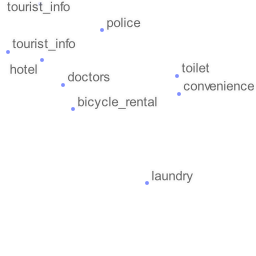 tourist_info
police
tourist_info
hotel
toilet
doctors
convenience
bicycle_rental
laundry